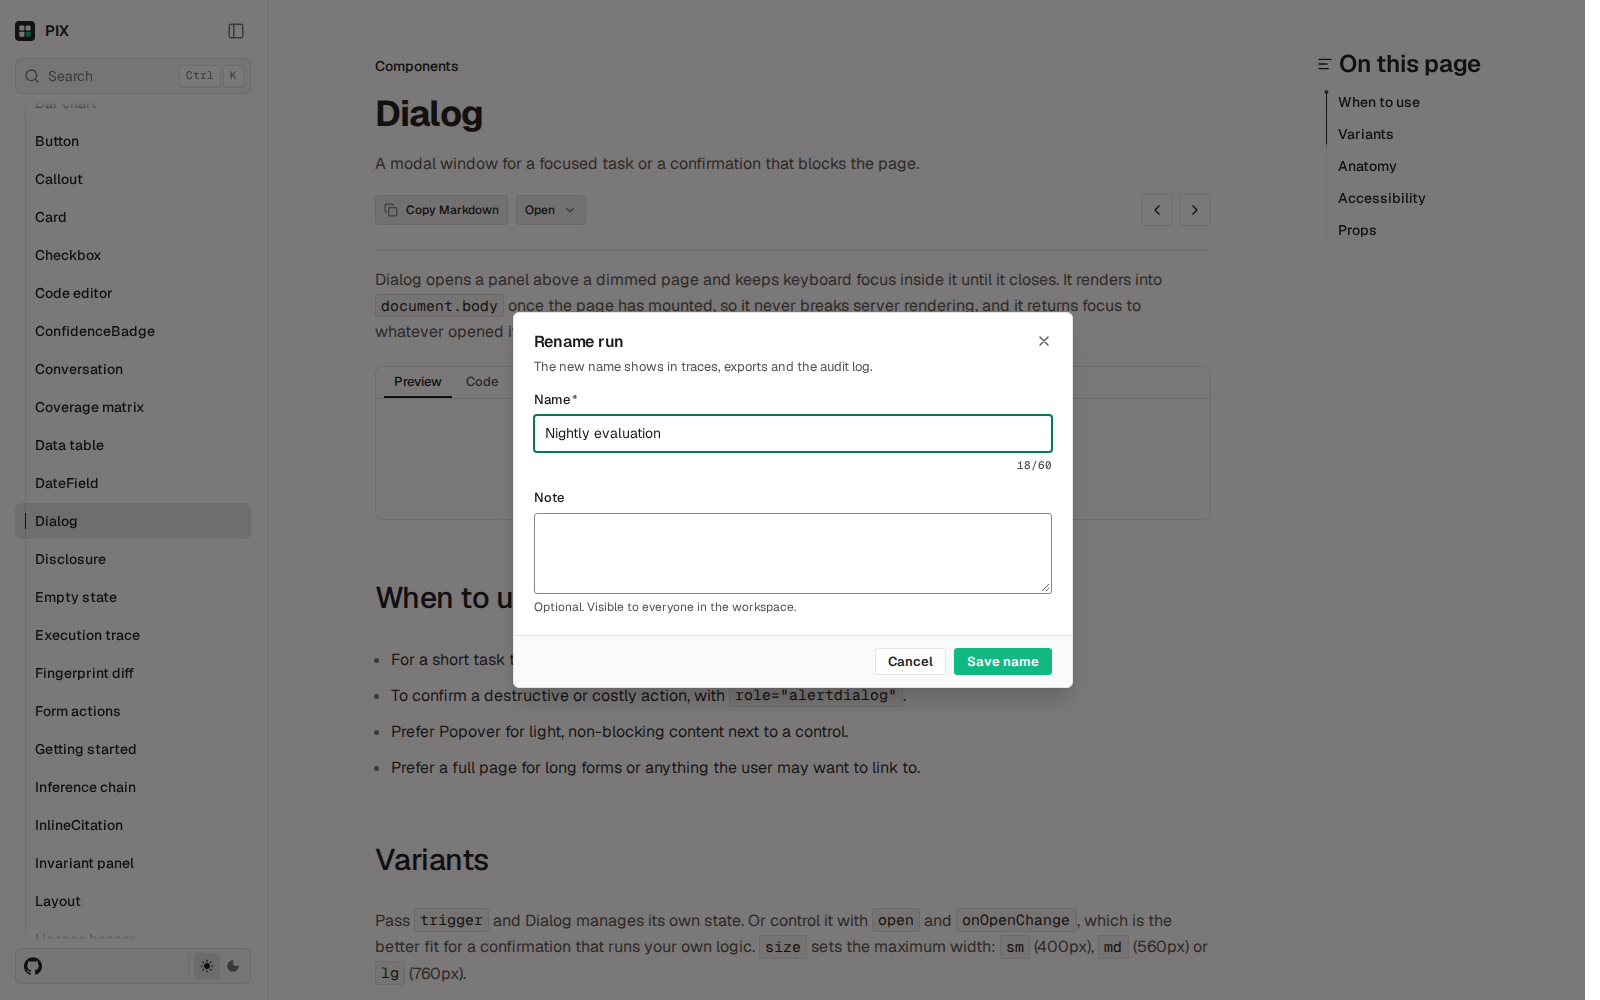 PIX
Search
Ctrl K
Bar chart
Button
Callout
Card
Checkbox
Code editor
ConfidenceBadge
Conversation
Coverage matrix
Data table
DateField
Dialog
Disclosure
Empty state
Execution trace
Fingerprint diff
Form actions
Getting started
Inference chain
InlineCitation
Invariant panel
Layout
Components
Dialog
A modal window for a focused task or a confirmation that blocks the page.
Copy Markdown
Open
Dialog opens a panel above a dimmed page and keeps keyboard focus inside it until it closes. It renders into
document.body once the page has mounted, so it never breaks server rendering, and it returns focus to
whatever opened
Preview
Code
Rename run
The new name shows in traces, exports and the audit log.
Name*
Nightly evaluation
18/60
Note
Optional. Visible to everyone in the workspace.
Cancel
Save name
When to u
For a short task
To confirm a destructive or costly action, with role="alertdialog".
Prefer Popover for light, non-blocking content next to a control.
Prefer a full page for long forms or anything the user may want to link to.
Variants
Pass trigger and Dialog manages its own state. Or control it with open and onOpenChange, which is the
better fit for a confirmation that runs your own logic. size sets the maximum width: sm (400px), md (560px) or
lg (760px).
On this page
When to use
Variants
Anatomy
Accessibility
Props